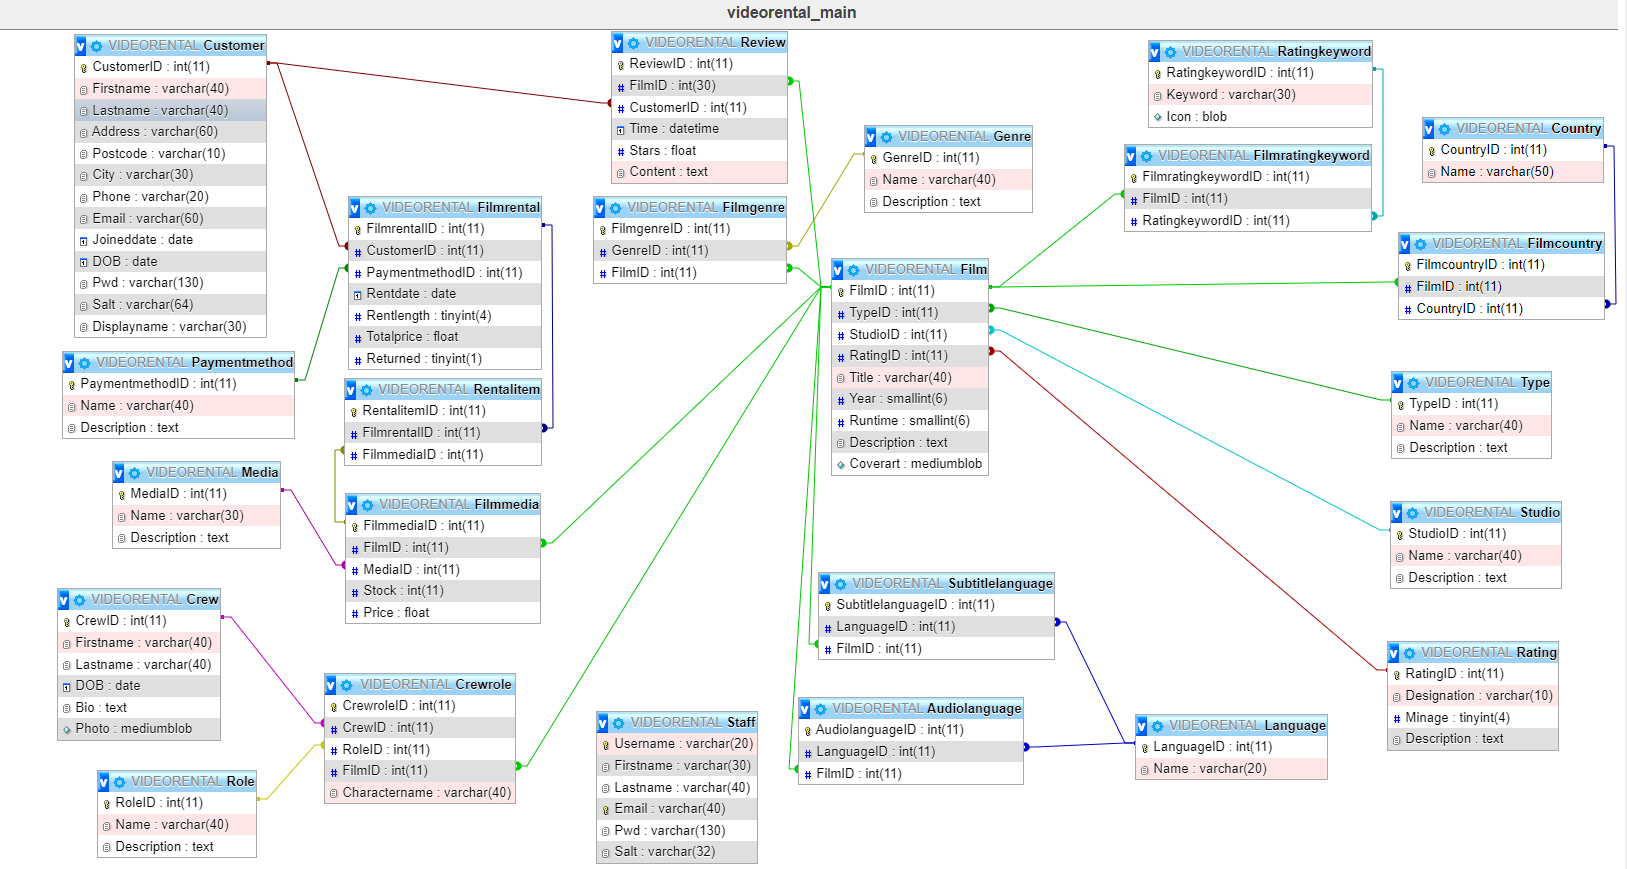 videorental_main
v VIDEORENTAL Customer
CustomerID : int(11)
Firstname : varchar(40)
Lastname : varchar(40)
Address : varchar(60)
Postcode : varchar(10)
City : varchar(30)
Phone : varchar(20)
Email : varchar(60)
Joineddate : date
DOB : date
Pwd : varchar(130)
Salt : varchar(64)
Displayname : varchar(30)
v VIDEORENTAL Paymentmethod
PaymentmethodID : int(11)
Name : varchar(40)
Description : text
v VIDEORENTAL Media
MediaID : int(11)
Name : varchar(30)
Description : text
v VIDEORENTAL Crew
CrewID : int(11)
Firstname : varchar(40)
Lastname : varchar(40)
DOB : date
Bio : text
Photo : mediumblob
v VIDEORENTAL Role
RoleID : int(11)
Name : varchar(40)
Description : text
v VIDEORENTAL Filmrental
FilmrentalID : int(11)
# CustomerID : int(11)
# PaymentmethodID : int(11)
Rentdate : date
# Rentlength : tinyint(4)
# Totalprice : float
# Returned : tinyint(1)
v VIDEORENTAL Rentalitem
RentalitemID : int(11)
# FilmrentalID : int(11)
# FilmmediaID : int(11)
v VIDEORENTAL Filmmedia
FilmmediaID : int(11)
# FilmID : int(11)
# MediaID : int(11)
# Stock : int(11)
# Price : float
v VIDEORENTAL Crewrole
CrewroleID : int(11)
# CrewID : int(11)
# RoleID : int(11)
# FilmID : int(11)
Charactername : varchar(40)
v VIDEORENTAL Review
ReviewID : int(11)
# FilmID : int(30)
# CustomerID : int(11)
Time : datetime
# Stars : float
Content : text
v VIDEORENTAL Filmgenre
FilmgenreID : int(11)
# GenreID : int(11)
# FilmID : int(11)
v VIDEORENTAL Staff
Username : varchar(20)
Firstname : varchar(30)
Lastname : varchar(40)
Email : varchar(40)
Pwd : varchar(130)
Salt : varchar(32)
v VIDEORENTAL Genre
GenreID : int(11)
Name : varchar(40)
Description : text
v VIDEORENTAL Film
FilmID : int(11)
# TypeID : int(11)
# StudioID : int(11)
# RatingID : int(11)
Title : varchar(40)
# Year : smallint(6)
# Runtime : smallint(6)
Description : text
Coverart : mediumblob
v VIDEORENTAL Subtitlelanguage
SubtitlelanguageID : int(11)
# LanguageID : int(11)
# FilmID : int(11)
v VIDEORENTAL Audiolanguage
AudiolanguageID : int(11)
# LanguageID : int(11)
# FilmID : int(11)
v VIDEORENTAL Ratingkeyword
RatingkeywordID : int(11)
Keyword : varchar(30)
Icon : blob
v VIDEORENTAL Filmratingkeyword
FilmratingkeywordID : int(11)
# FilmID : int(11)
# RatingkeywordID : int(11)
v VIDEORENTAL Language
LanguageID : int(11)
Name : varchar(20)
v VIDEORENTAL Country
CountryID : int(11)
Name : varchar(50)
v VIDEORENTAL Filmcountry
FilmcountryID : int(11)
# FilmID : int(11)
# CountryID : int(11)
v VIDEORENTAL Type
TypeID : int(11)
Name : varchar(40)
Description : text
v VIDEORENTAL Studio
StudioID : int(11)
Name : varchar(40)
Description : text
v VIDEORENTAL Rating
RatingID : int(11)
Designation : varchar(10)
# Minage : tinyint(4)
Description : text